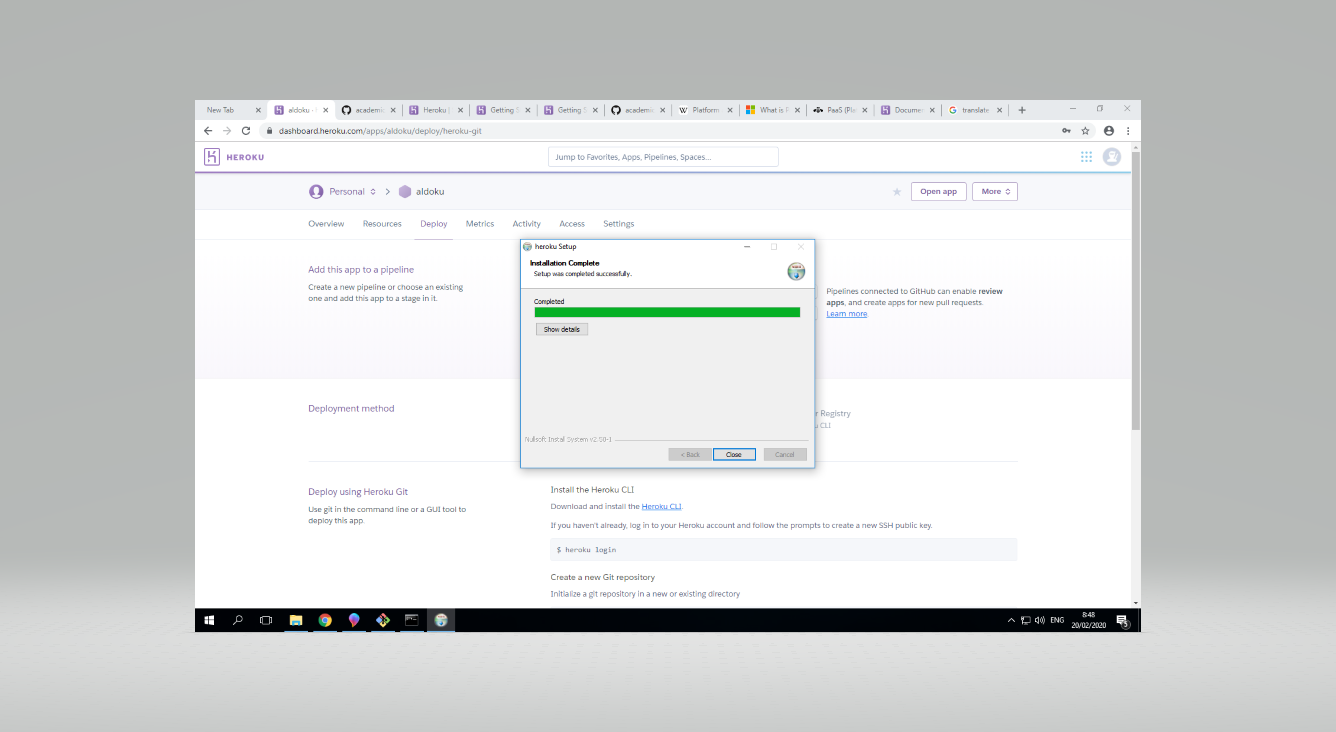 New Tab
aldoku
academi
Heroku
Getting
Getting
academi
Platform
What is
PaaS (Pla
Documen
translate
dashboard.heroku.com/apps/aldoku/deploy/heroku-git
HEROKU
Jump to Favorites, Apps, Pipelines, Spaces...
Personal
aldoku
Open app
More
Overview
Resources
Deploy
Metrics
Activity
Access
Settings
heroku Setup
Installation Complete
Setup was completed successfully.
Completed
Show details
Nullsoft Install System v2.50-1
< Back
Close
Cancel
Add this app to a pipeline
Create a new pipeline or choose an existing
one and add this app to a stage in it.
Pipelines connected to GitHub can enable review
apps, and create apps for new pull requests.
Learn more.
Deployment method
r Registry
u CLI
Deploy using Heroku Git
Use git in the command line or a GUI tool to
deploy this app.
Install the Heroku CLI
Download and install the Heroku CLI.
If you haven't already, log in to your Heroku account and follow the prompts to create a new SSH public key.
$ heroku login
Create a new Git repository
Initialize a git repository in a new or existing directory
ENG
8:48
20/02/2020